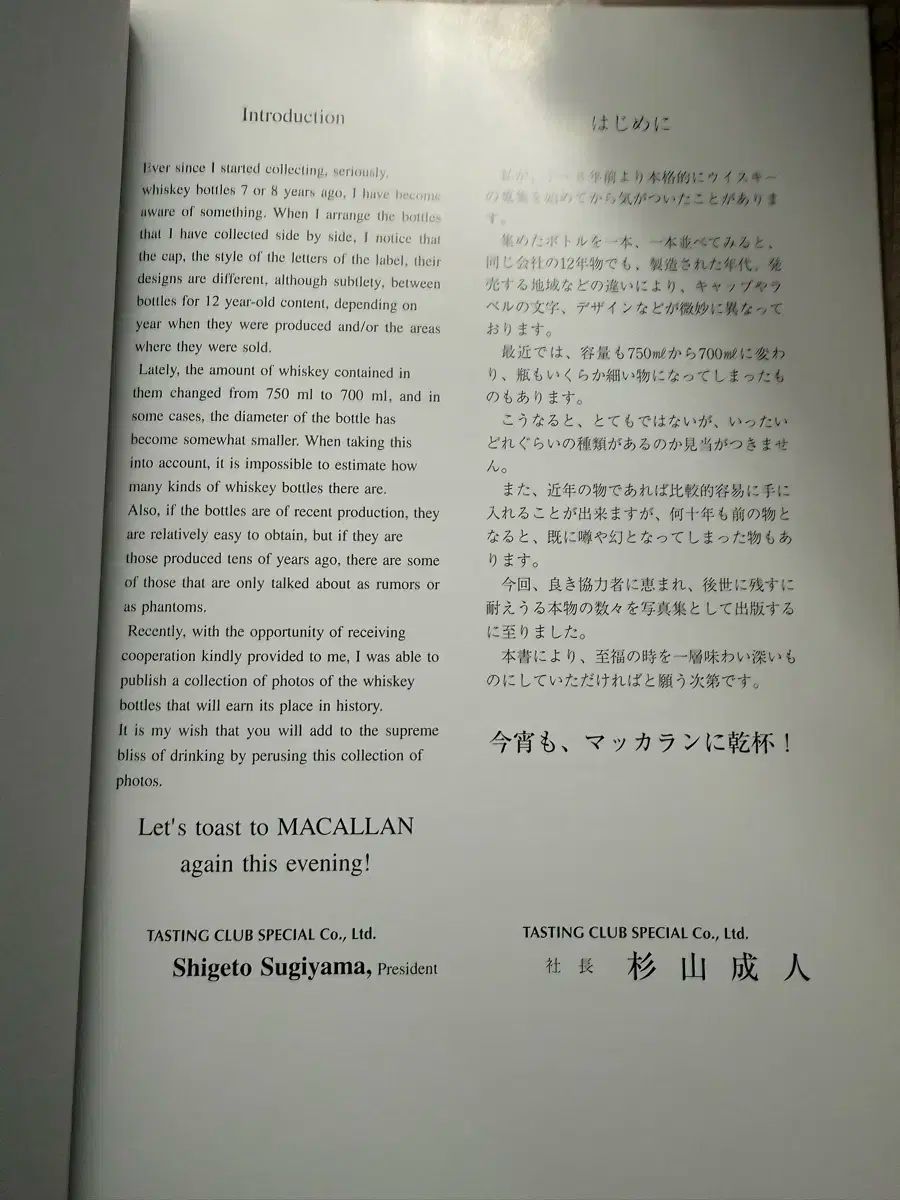 Introduction
Ever since I started collecting, seriously,
whiskey bottles 7 or 8 years ago, I have become
aware of something. When I arrange the bottles
that I have collected side by side, I notice that
the cap, the style of the letters of the label, their
designs are different, although subtlety, between
bottles for 12 year-old content, depending on
year when they were produced and/or the areas
where they were sold.
Lately, the amount of whiskey contained in
them changed from 750 ml to 700 ml, and in
some cases, the diameter of the bottle has
become somewhat smaller. When taking this
into account, it is impossible to estimate how
many kinds of whiskey bottles there are.
Also, if the bottles are of recent production, they
are relatively easy to obtain, but if they are
those produced tens of years ago, there are some
of those that are only talked about as rumors or
as phantoms.
Recently, with the opportunity of receiving
cooperation kindly provided to me, I was able to
publish a collection of photos of the whiskey
bottles that will earn its place in history.
It is my wish that you will add to the supreme
bliss of drinking by perusing this collection of
photos.
Let's toast to MACALLAN
again this evening!
TASTING CLUB SPECIAL Co., Ltd.
Shigeto Sugiyama, President
はじめに
私が、年前より本格的にウイスキー
の蒐集を始めてから気がついたことがありま
す。
集めたボトルを一本、一本並べてみると、
同じ会社の12年物でも、製造された年代、発
売する地域などの違いにより、キャップやラ
ベルの文字、デザインなどが微妙に異なって
おります。
最近では、容量も750㎖から700㎖に変わ
り、瓶もいくらか細い物になってしまったも
のもあります。
こうなると、とてもではないが、いったい
どれぐらいの種類があるのか見当がつきませ
ん。
また、近年の物であれば比較的容易に手に
入れることが出来ますが、何十年も前の物と
なると、既に噂や幻となってしまった物もあ
ります。
今回、良き協力者に恵まれ、後世に残すに
耐えうる本物の数々を写真集として出版する
に至りました。
本書により、至福の時を一層味わい深いも
のにしていただければと願う次第です。
今宵も、マッカランに乾杯！
TASTING CLUB SPECIAL Co., Ltd.
社長 杉山成人